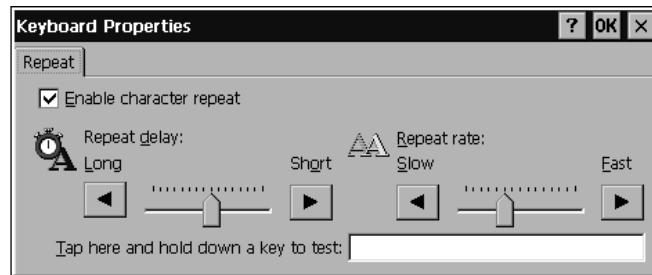 Keyboard Properties ? OK ×
Repeat
Enable character repeat
Repeat delay:
Long Short
Repeat rate:
Slow Fast
Tap here and hold down a key to test: